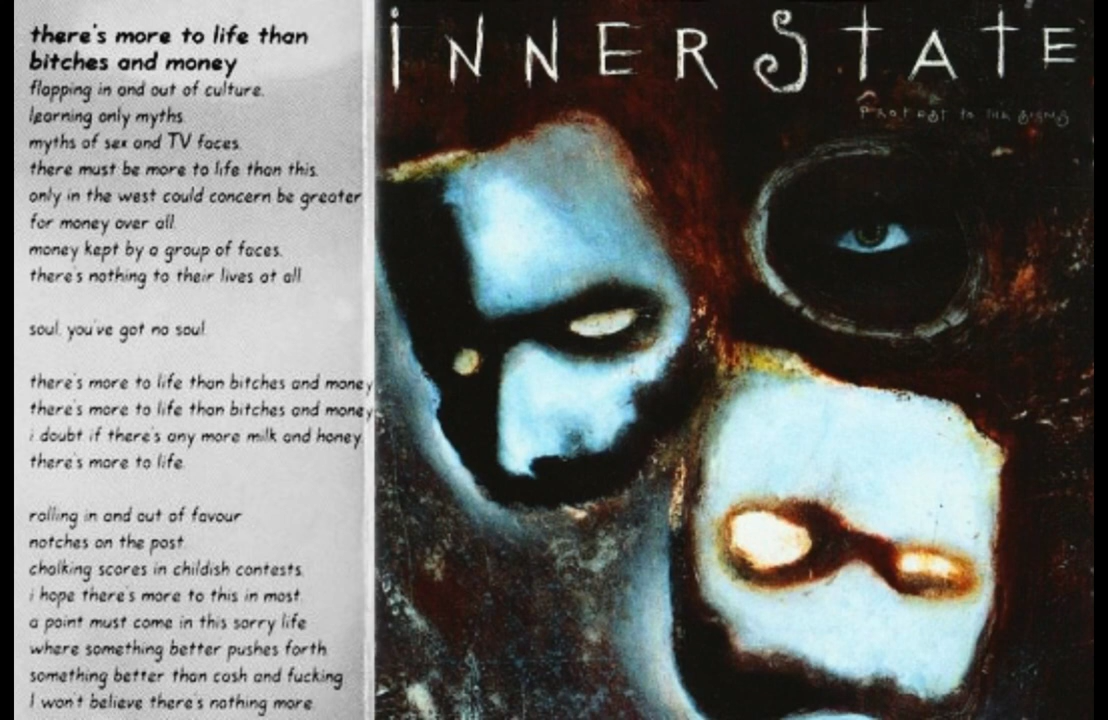 there's more to life than
bitches and money
flapping in and out of culture.
learning only myths.
myths of sex and TV faces.
there must be more to life than this.
only in the west could concern be greater
for money over all.
money kept by a group of faces.
there's nothing to their lives at all.
soul, you've got no soul.
there's more to life than bitches and money
there's more to life than bitches and money
i doubt if there's any more milk and honey.
there's more to life.
rolling in and out of favour
notches on the post.
chalking scores in childish contests.
i hope there's more to this in most.
a point must come in this sorry life
where something better pushes forth
something better than cash and fucking
I won't believe there's nothing more.
iNNERSTATE